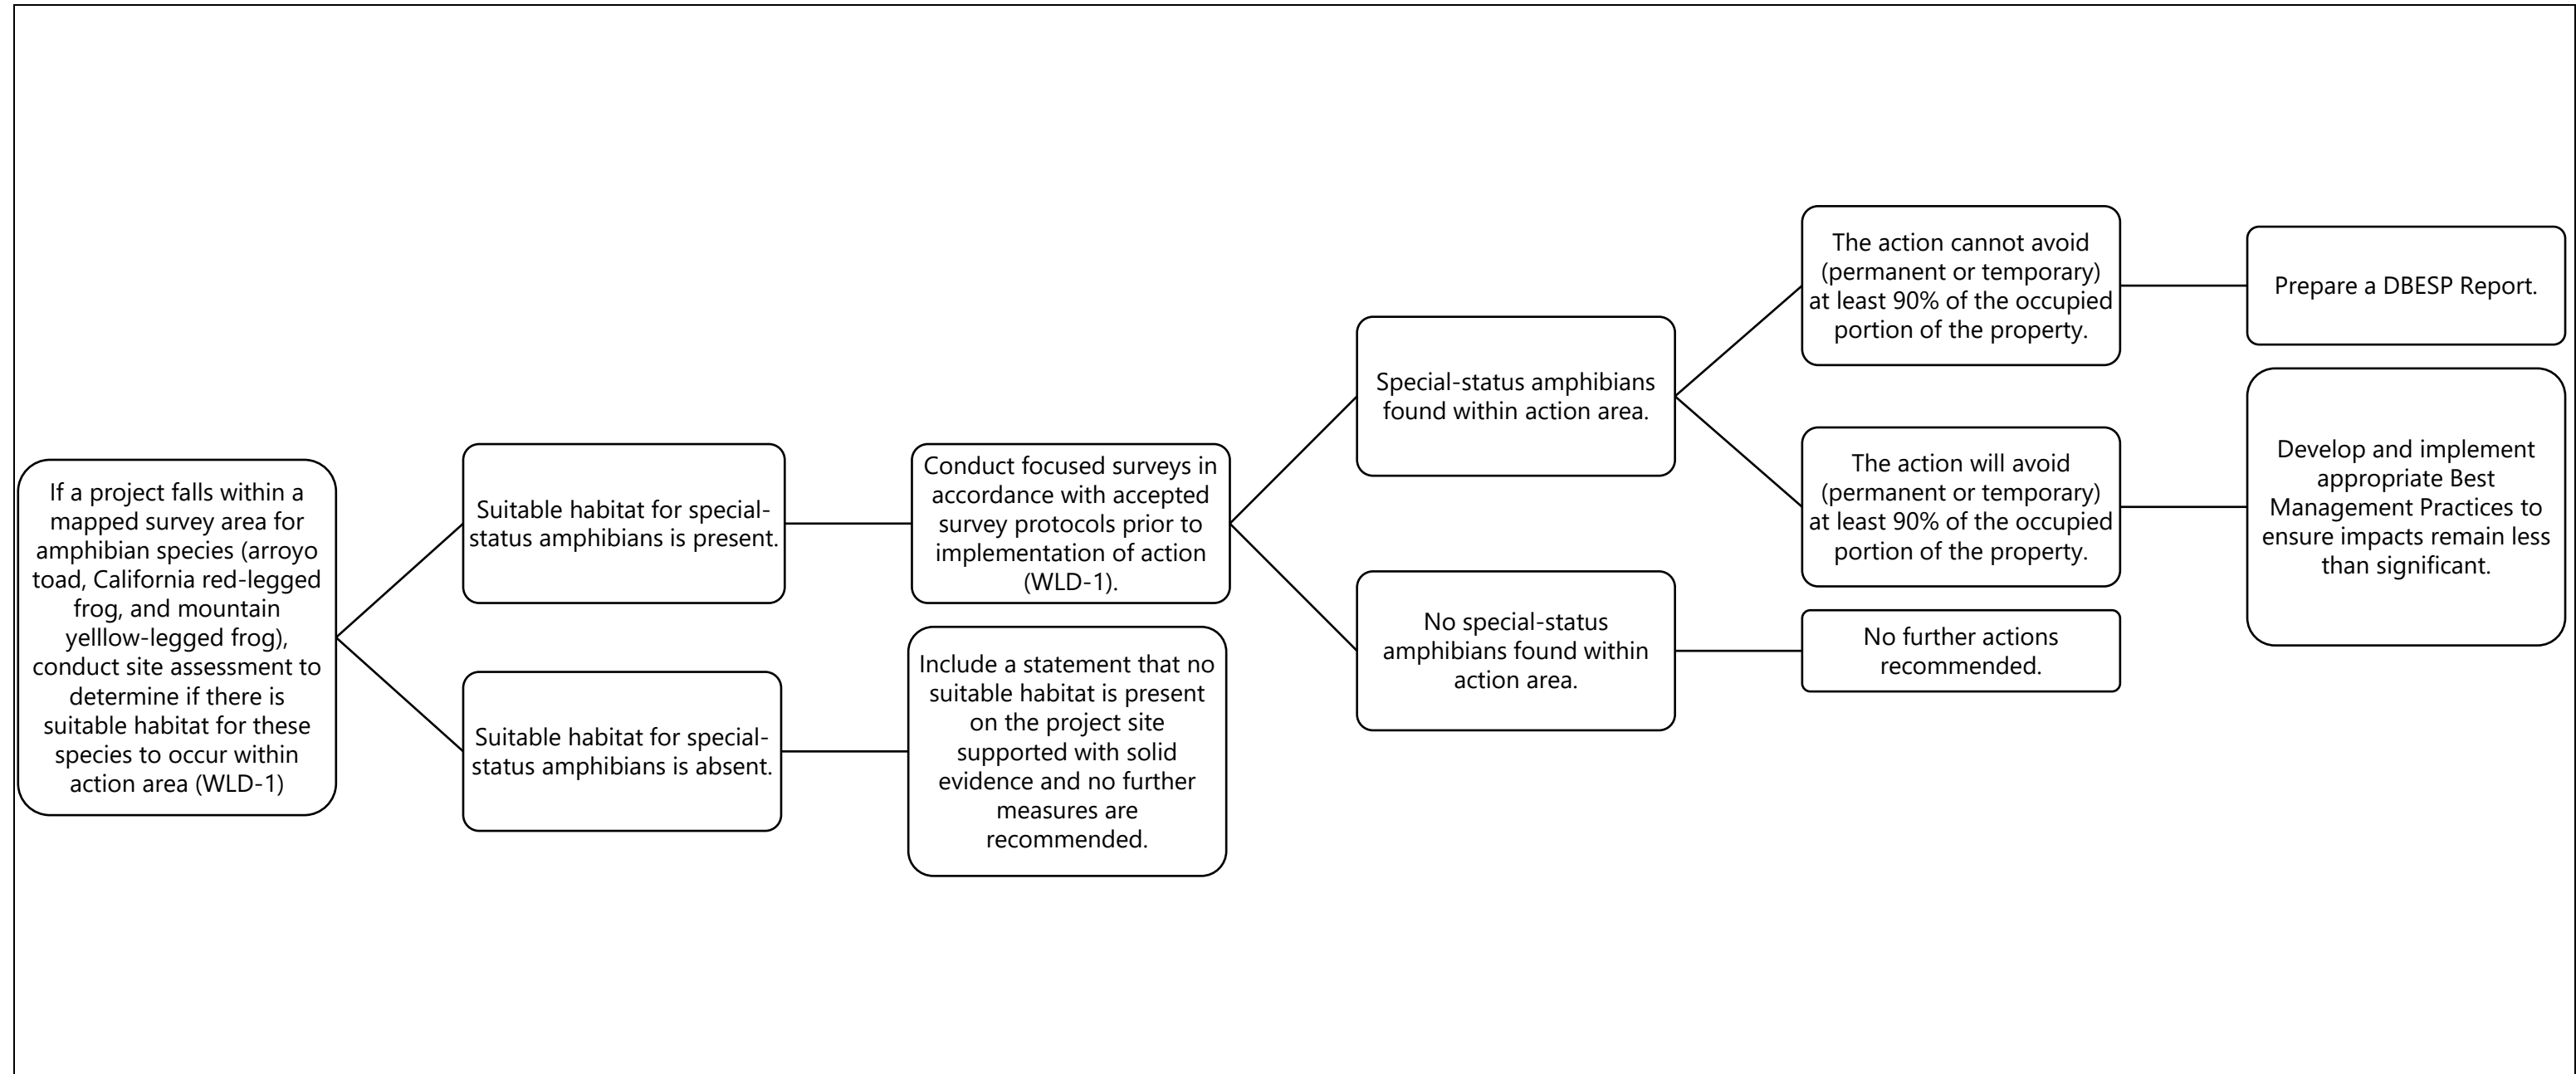 If a project falls within a
mapped survey area for
amphibian species (arroyo
toad, California red-legged
frog, and mountain
yelllow-legged frog),
conduct site assessment to
determine if there is
suitable habitat for these
species to occur within
action area (WLD-1)
Suitable habitat for special-
status amphibians is present.
Suitable habitat for special-
status amphibians is absent.
Conduct focused surveys in
accordance with accepted
survey protocols prior to
implementation of action
(WLD-1).
Include a statement that no
suitable habitat is present
on the project site
supported with solid
evidence and no further
measures are
recommended.
Special-status amphibians
found within action area.
No special-status
amphibians found within
action area.
The action cannot avoid
(permanent or temporary)
at least 90% of the occupied
portion of the property.
The action will avoid
(permanent or temporary)
at least 90% of the occupied
portion of the property.
No further actions
recommended.
Prepare a DBESP Report.
Develop and implement
appropriate Best
Management Practices to
ensure impacts remain less
than significant.